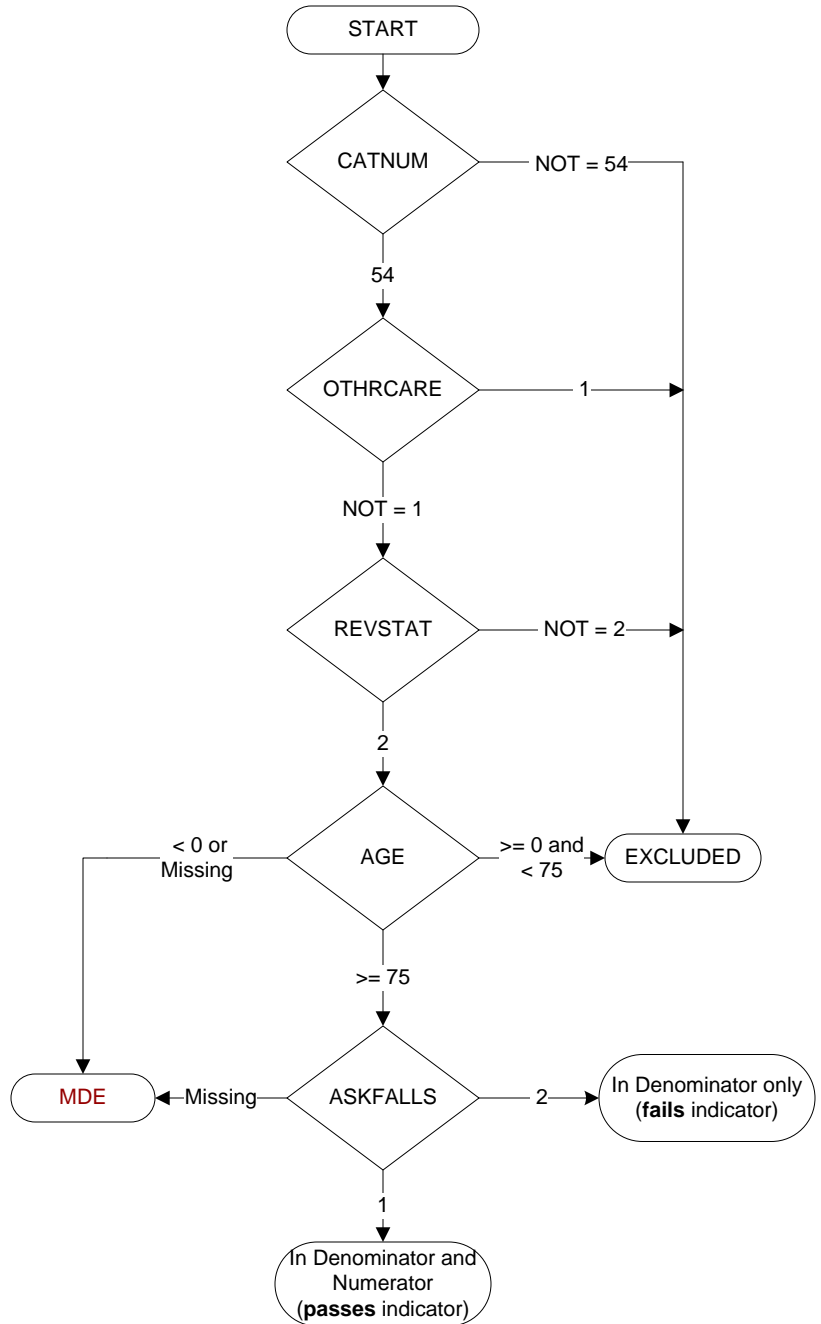 START
CATNUM
NOT = 54
54
OTHRCARE
1
NOT = 1
REVSTAT
NOT = 2
2
< 0 or
Missing
AGE
>= 0 and
< 75
EXCLUDED
>= 75
MDE
Missing
ASKFALLS
2
In Denominator only
(fails indicator)
1
In Denominator and
Numerator
(passes indicator)